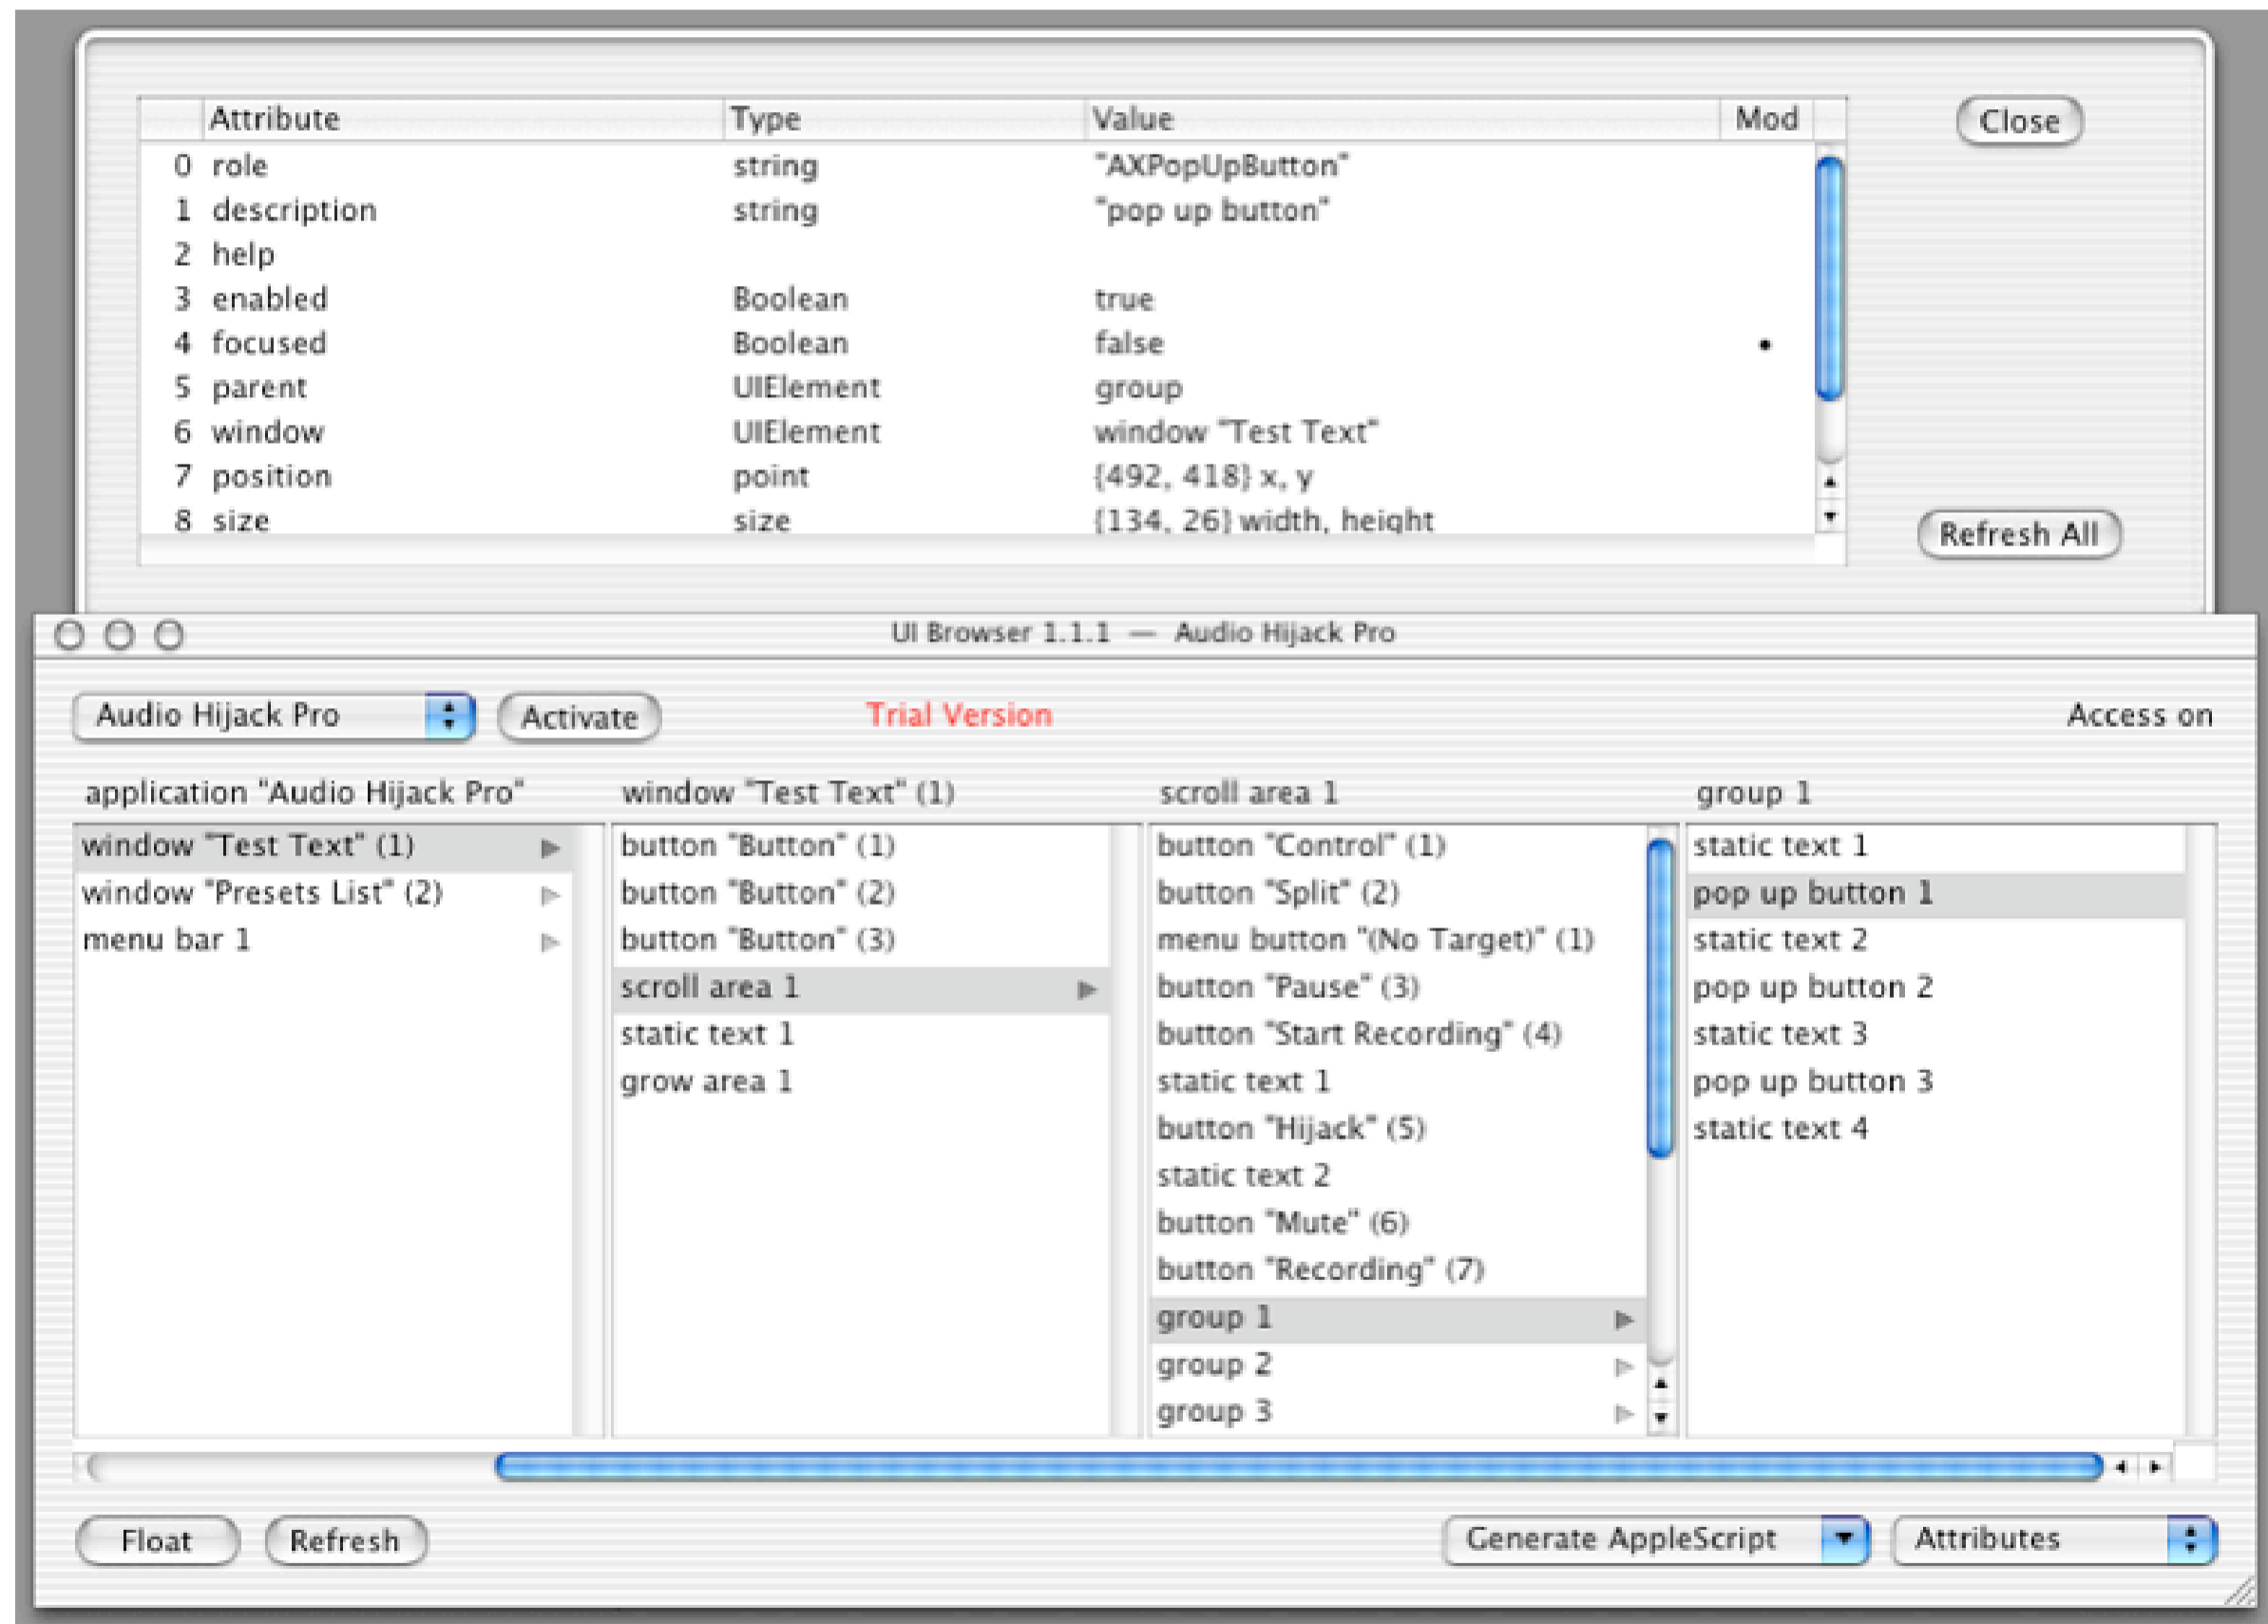 Attribute Type Value Mod Close
0 role string "AXPopUpButton"
1 description string "pop up button"
2 help
3 enabled Boolean true
4 focused Boolean false •
5 parent UIElement group
6 window UIElement window "Test Text"
7 position point {492, 418} x, y
8 size size {134, 26} width, height
Refresh All
UI Browser 1.1.1 — Audio Hijack Pro
Audio Hijack Pro Activate Trial Version Access on
application "Audio Hijack Pro" window "Test Text" (1) scroll area 1 group 1
window "Test Text" (1) button "Button" (1) button "Control" (1) static text 1
window "Presets List" (2) button "Button" (2) button "Split" (2) pop up button 1
menu bar 1 button "Button" (3) menu button "(No Target)" (1) static text 2
scroll area 1 button "Pause" (3) pop up button 2
static text 1 button "Start Recording" (4) static text 3
grow area 1 static text 1 pop up button 3
button "Hijack" (5) static text 4
static text 2
button "Mute" (6)
button "Recording" (7)
group 1
group 2
group 3
Float Refresh Generate AppleScript Attributes